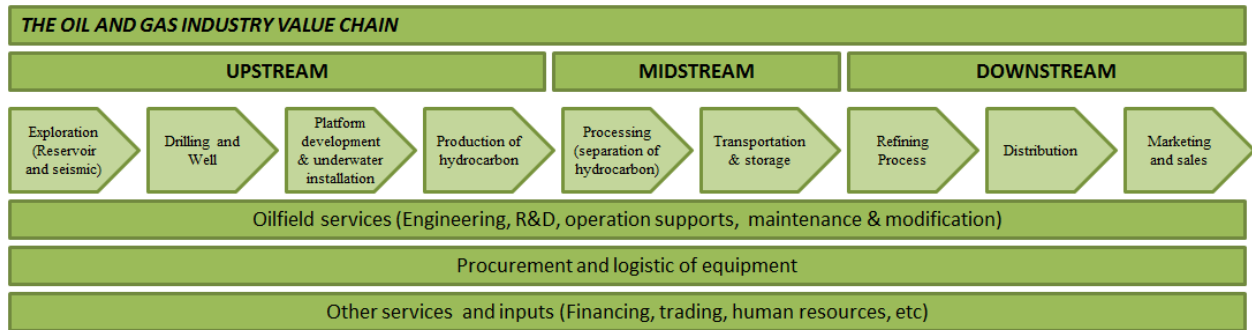 THE OIL AND GAS INDUSTRY VALUE CHAIN
UPSTREAM
MIDSTREAM
DOWNSTREAM
Exploration
(Reservoir
and seismic)
Drilling and
Well
Platform
development
& underwater
installation
Production of
hydrocarbon
Processing
(separation of
hydrocarbon)
Transportation
& storage
Refining
Process
Distribution
Marketing
and sales
Oilfield services (Engineering, R&D, operation supports, maintenance & modification)
Procurement and logistic of equipment
Other services and inputs (Financing, trading, human resources, etc)